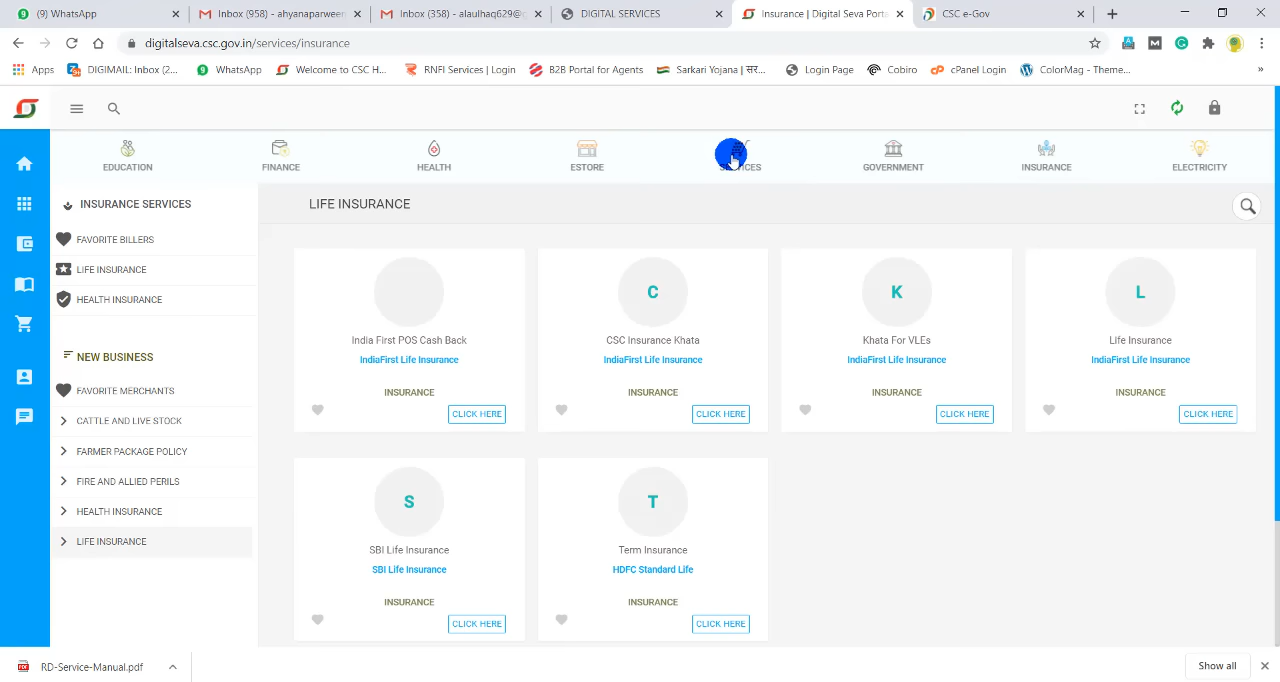 (9) WhatsApp
Inbox (958) - ahyanaparween
Inbox (358) - alaulhaq629@g
DIGITAL SERVICES
Insurance | Digital Seva Porta
CSC e-Gov
digitalseva.csc.gov.in/services/insurance
Apps
DIGIMAIL: Inbox (2...
WhatsApp
Welcome to CSC H...
RNFI Services | Login
B2B Portal for Agents
Sarkari Yojana | सर...
Login Page
Cobiro
cPanel Login
ColorMag - Theme...
EDUCATION
FINANCE
HEALTH
ESTORE
GOVERNMENT
INSURANCE
ELECTRICITY
INSURANCE SERVICES
FAVORITE BILLERS
LIFE INSURANCE
HEALTH INSURANCE
NEW BUSINESS
FAVORITE MERCHANTS
CATTLE AND LIVE STOCK
FARMER PACKAGE POLICY
FIRE AND ALLIED PERILS
HEALTH INSURANCE
LIFE INSURANCE
LIFE INSURANCE
India First POS Cash Back
IndiaFirst Life Insurance
INSURANCE
CLICK HERE
C
CSC Insurance Khata
IndiaFirst Life Insurance
INSURANCE
CLICK HERE
K
Khata For VLEs
IndiaFirst Life Insurance
INSURANCE
CLICK HERE
L
Life Insurance
IndiaFirst Life Insurance
INSURANCE
CLICK HERE
S
SBI Life Insurance
SBI Life Insurance
INSURANCE
CLICK HERE
T
Term Insurance
HDFC Standard Life
INSURANCE
CLICK HERE
RD-Service-Manual.pdf
Show all